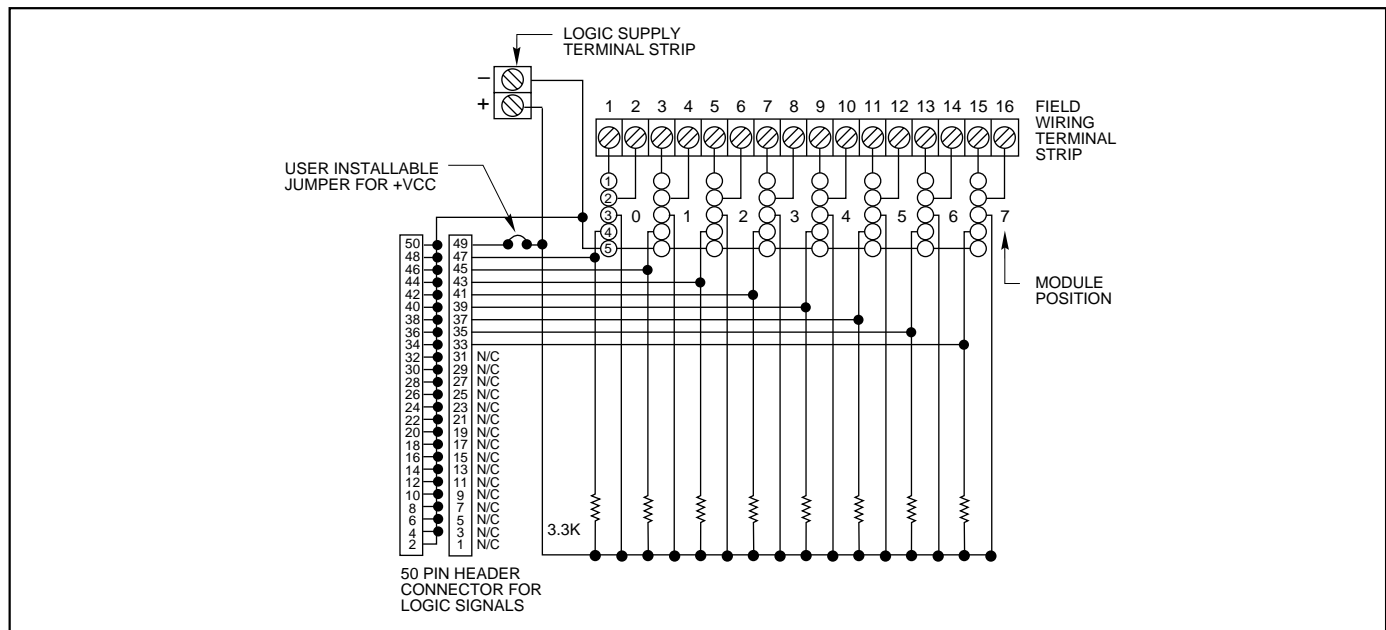 LOGIC SUPPLY
TERMINAL STRIP
–
+
1 2 3 4 5 6 7 8 9 10 11 12 13 14 15 16
FIELD
WIRING
TERMINAL
STRIP
USER INSTALLABLE
JUMPER FOR +VCC
1
2
3
4
5
0 1 2 3 4 5 6 7
MODULE
POSITION
50 49
48 47
46 45
44 43
42 41
40 39
38 37
36 35
34 33
32 31 N/C
30 29 N/C
28 27 N/C
26 25 N/C
24 23 N/C
22 21 N/C
20 19 N/C
18 17 N/C
16 15 N/C
14 13 N/C
12 11 N/C
10 9 N/C
8 7 N/C
6 5 N/C
4 3 N/C
2 1 N/C
3.3K
50 PIN HEADER
CONNECTOR FOR
LOGIC SIGNALS